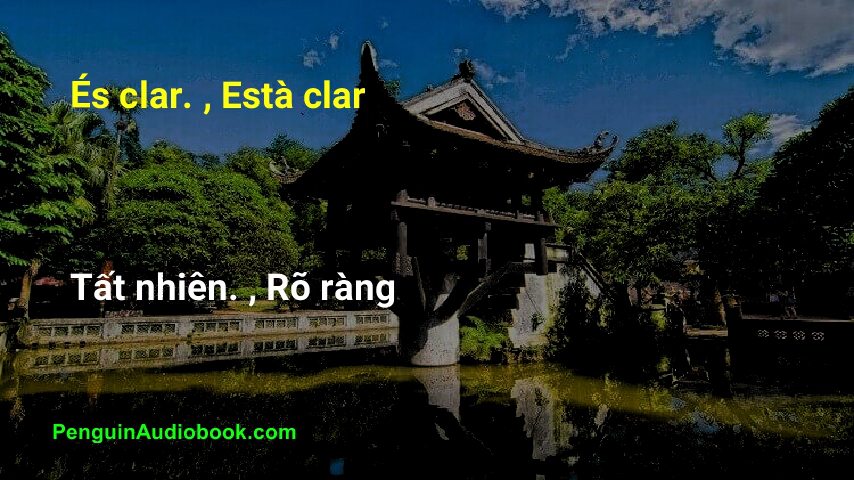 És clar. , Està clar
Tất nhiên. , Rõ ràng
PenguinAudiobook.com